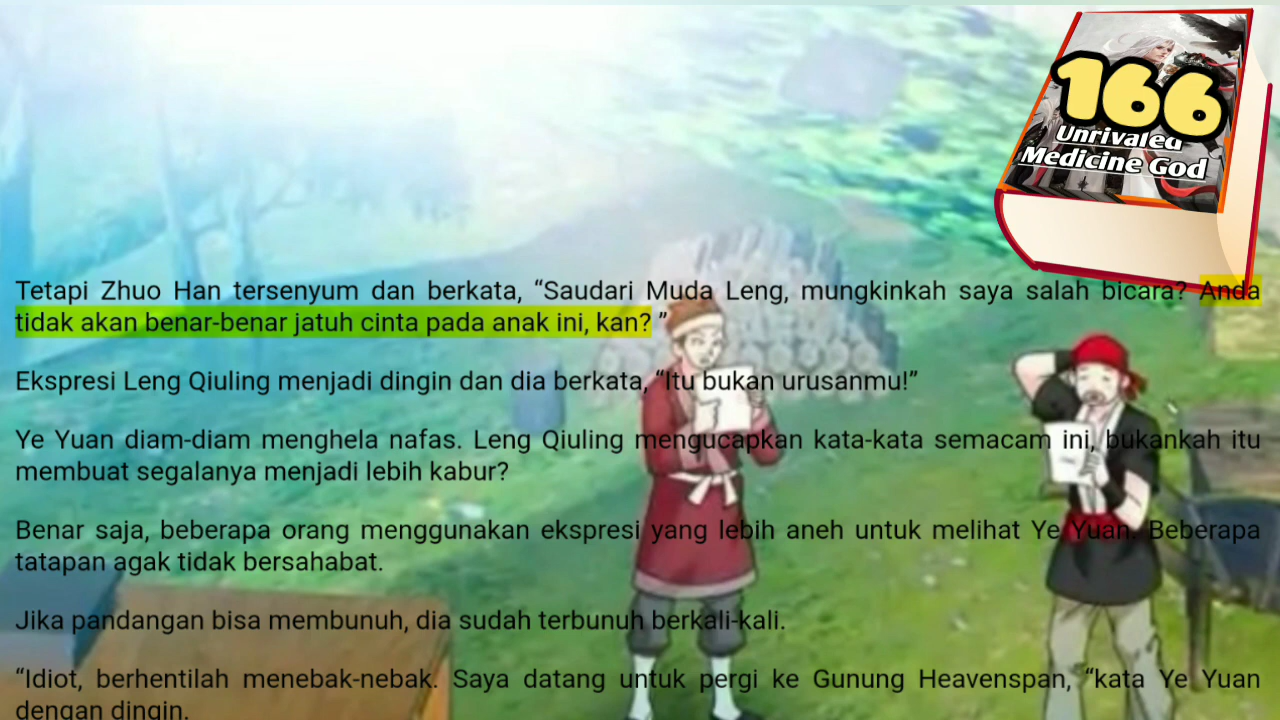 166
Unrivaled
Medicine God
Tetapi Zhuo Han tersenyum dan berkata, “Saudari Muda Leng, mungkinkah saya salah bicara? Anda
tidak akan benar-benar jatuh cinta pada anak ini, kan? ”
Ekspresi Leng Qiuling menjadi dingin dan dia berkata, “Itu bukan urusanmu!”
Ye Yuan diam-diam menghela nafas. Leng Qiuling mengucapkan kata-kata semacam ini, bukankah itu
membuat segalanya menjadi lebih kabur?
Benar saja, beberapa orang menggunakan ekspresi yang lebih aneh untuk melihat Ye Yuan. Beberapa
tatapan agak tidak bersahabat.
Jika pandangan bisa membunuh, dia sudah terbunuh berkali-kali.
“Idiot, berhentilah menebak-nebak. Saya datang untuk pergi ke Gunung Heavenspan, “kata Ye Yuan
dengan dingin.